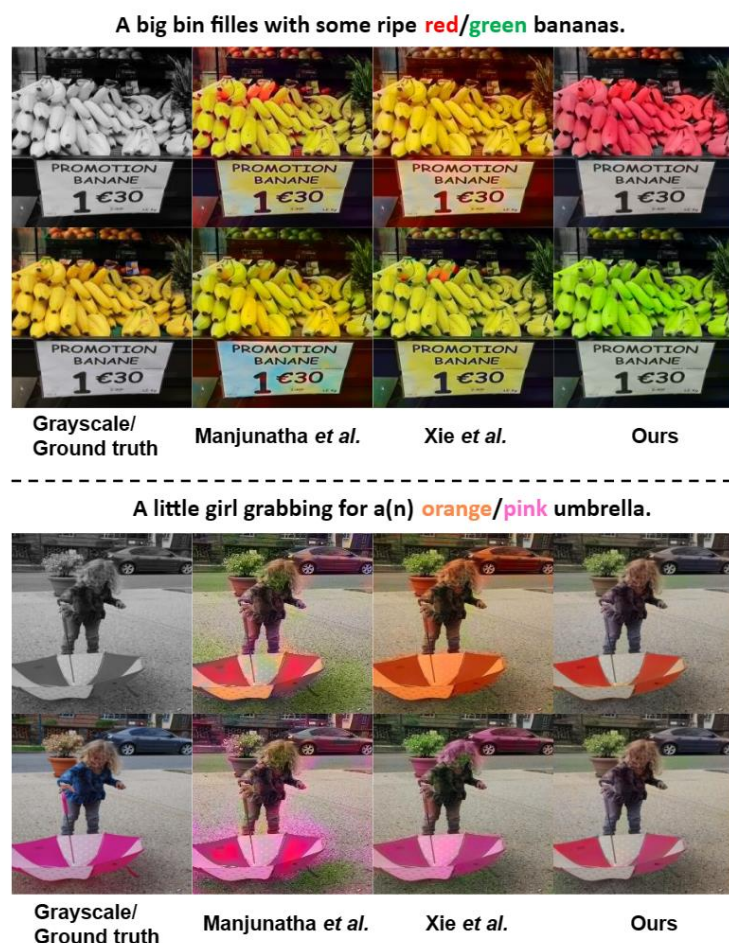 A big bin filles with some ripe red/green bananas.
PROMOTION BANANE 1 €30
PROMOTION BANANE 1 €30
PROMOTION BANANE 1 €30
PROMOTION BANANE 1 €30
PROMOTION BANANE 1 €30
PROMOTION BANANE 1 €30
PROMOTION BANANE 1 €30
PROMOTION BANANE 1 €30
Grayscale/
Ground truth
Manjunatha et al.
Xie et al.
Ours
A little girl grabbing for a(n) orange/pink umbrella.
Grayscale/
Ground truth
Manjunatha et al.
Xie et al.
Ours